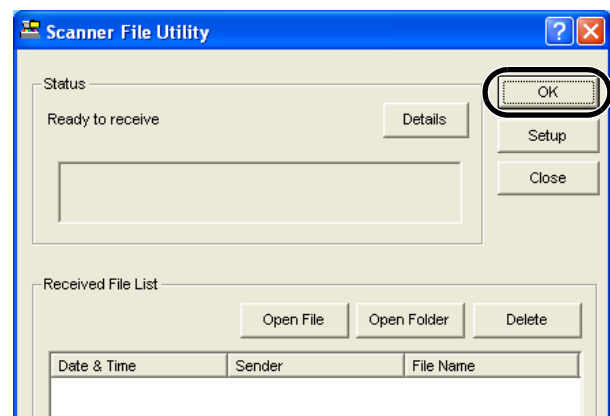 Scanner File Utility
Status
OK
Ready to receive
Details
Setup
Close
Received File List
Open File
Open Folder
Delete
Date & Time
Sender
File Name